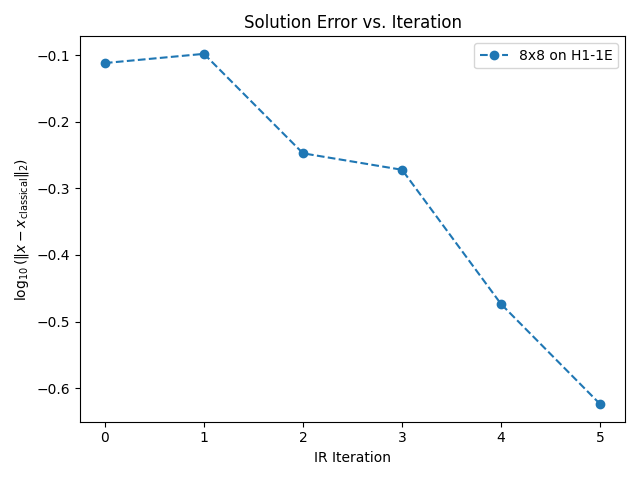 Solution Error vs. Iteration
8x8 on H1-1E
−0.1
−0.2
−0.3
−0.4
−0.5
−0.6
log₁₀ (‖x − x_classical‖₂)
0 1 2 3 4 5
IR Iteration